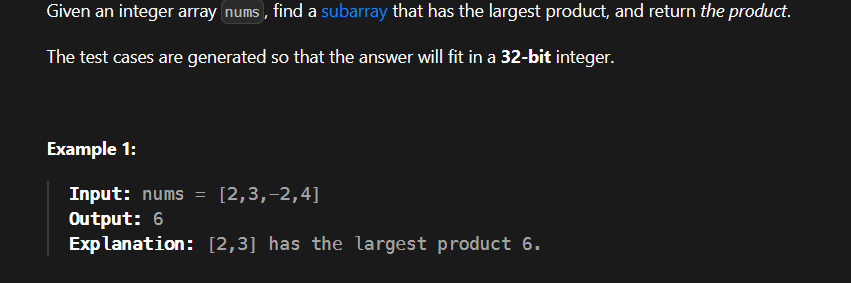 Given an integer array nums, find a subarray that has the largest product, and return the product.
The test cases are generated so that the answer will fit in a 32-bit integer.
Example 1:
Input: nums = [2,3,-2,4]
Output: 6
Explanation: [2,3] has the largest product 6.